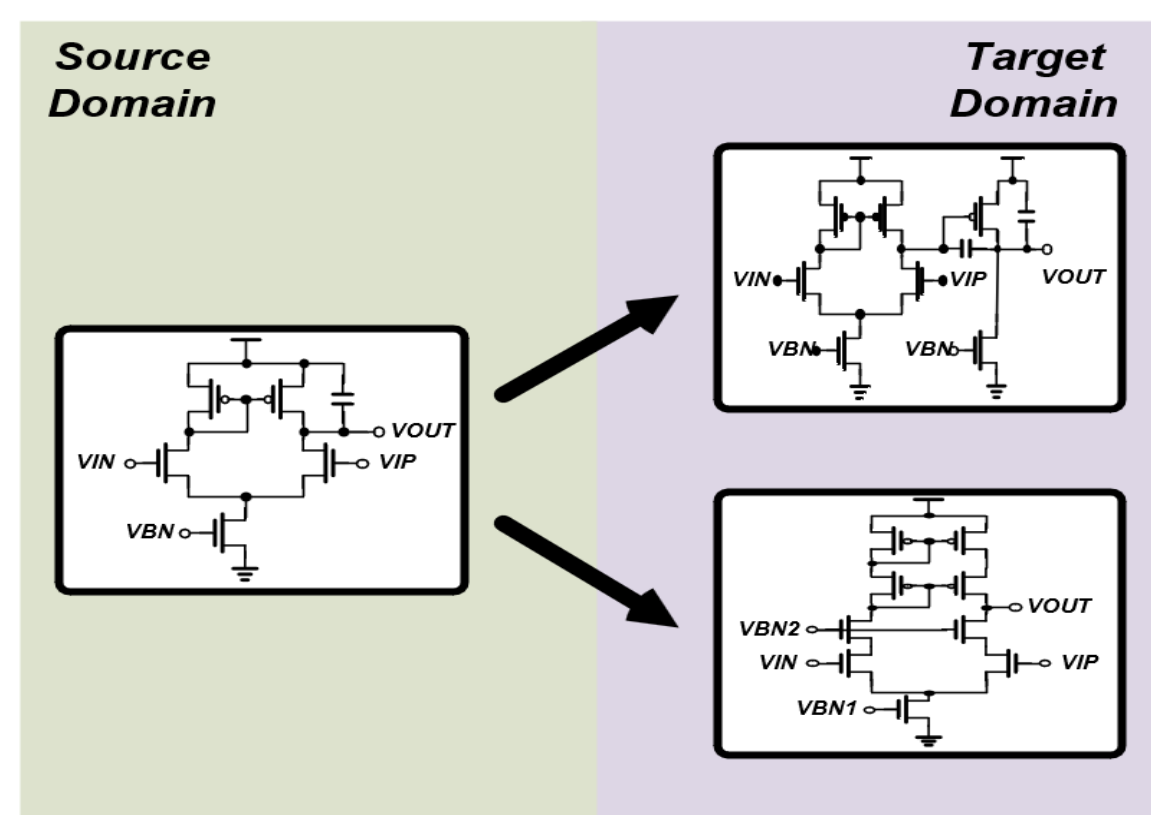 Source
Domain
Target
Domain
VIN
VIP
VOUT
VBN
VBN
VOUT
VIN
VIP
VBN
VOUT
VBN2
VIN
VIP
VBN1